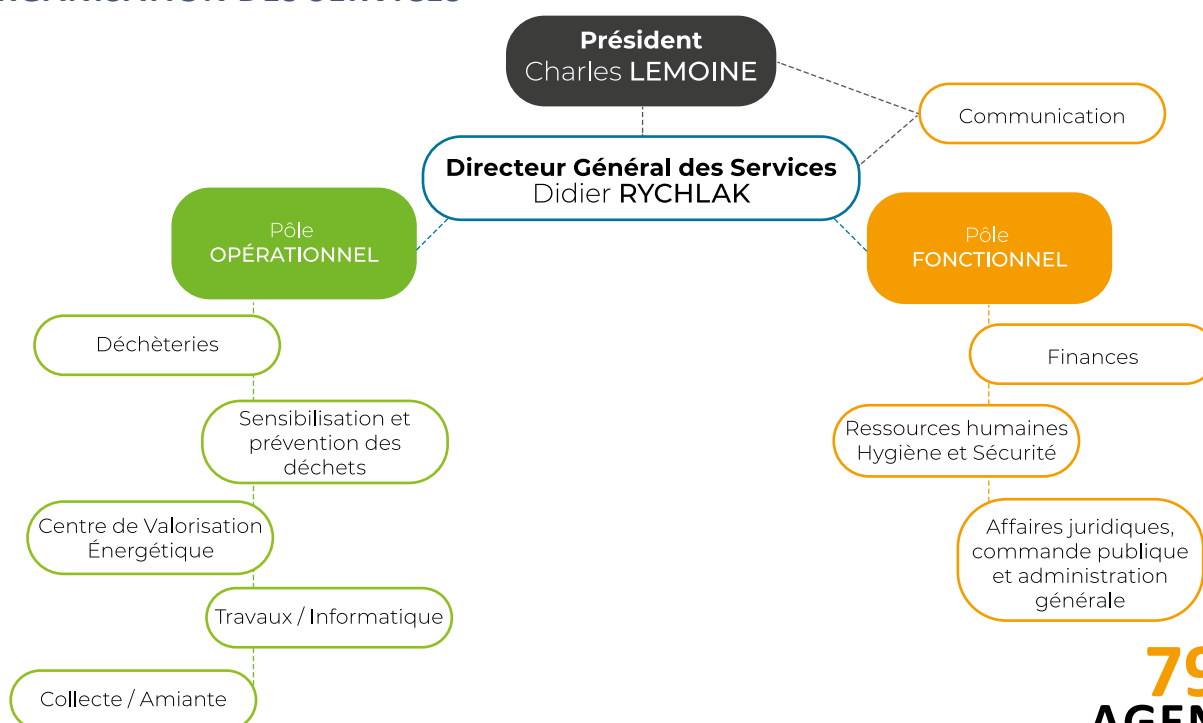 Président
Charles LEMOINE
Communication
Directeur Général des Services
Didier RYCHLAK
Pôle
OPÉRATIONNEL
Pôle
FONCTIONNEL
Déchèteries
Finances
Sensibilisation et
prévention des
déchets
Ressources humaines
Hygiène et Sécurité
Centre de Valorisation
Énergétique
Affaires juridiques,
commande publique
et administration
générale
Travaux / Informatique
Collecte / Amiante
79